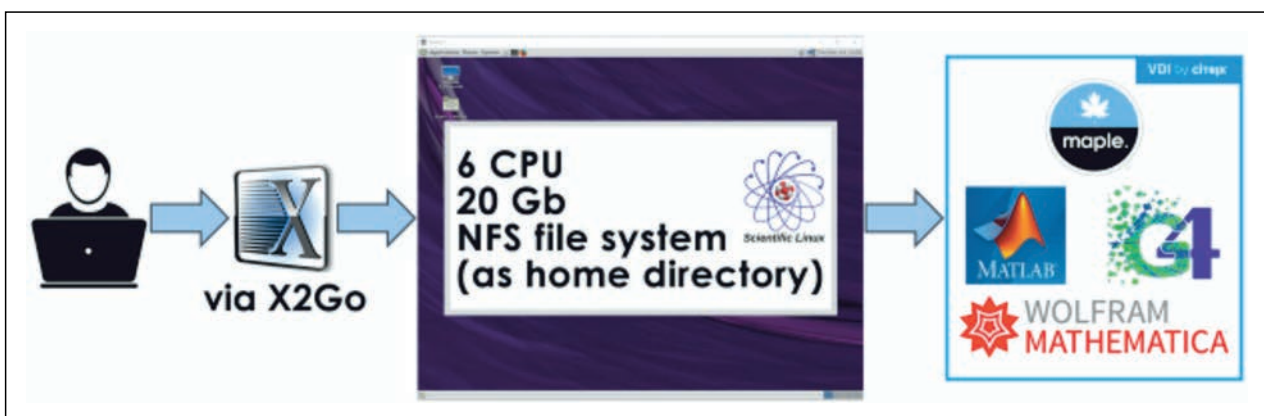 X
via X2Go
6 CPU
20 Gb
NFS file system
(as home directory)
Scientific Linux
VDI by citrix
maple.
MATLAB
G4
WOLFRAM
MATHEMATICA